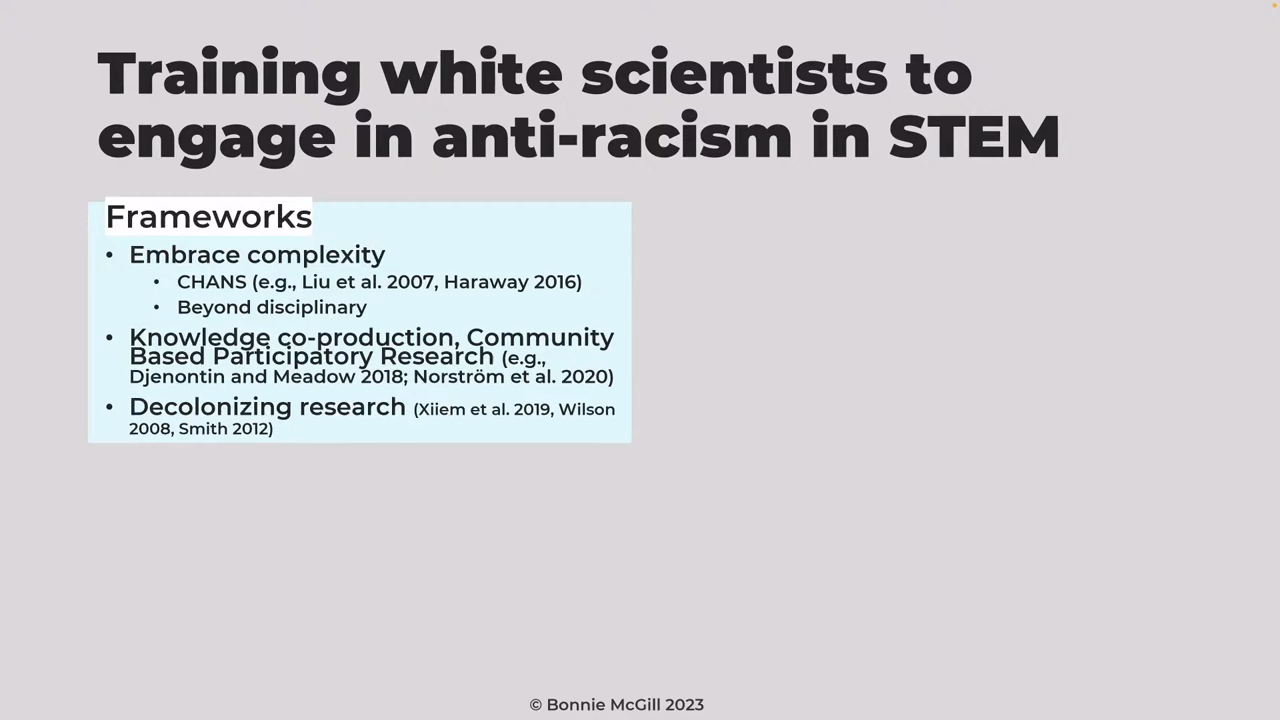 Training white scientists to
engage in anti-racism in STEM
Frameworks
• Embrace complexity
• CHANS (e.g., Liu et al. 2007, Haraway 2016)
• Beyond disciplinary
• Knowledge co-production, Community
Based Participatory Research (e.g.,
Djenontin and Meadow 2018; Norström et al. 2020)
• Decolonizing research (Xiiem et al. 2019, Wilson
2008, Smith 2012)
© Bonnie McGill 2023